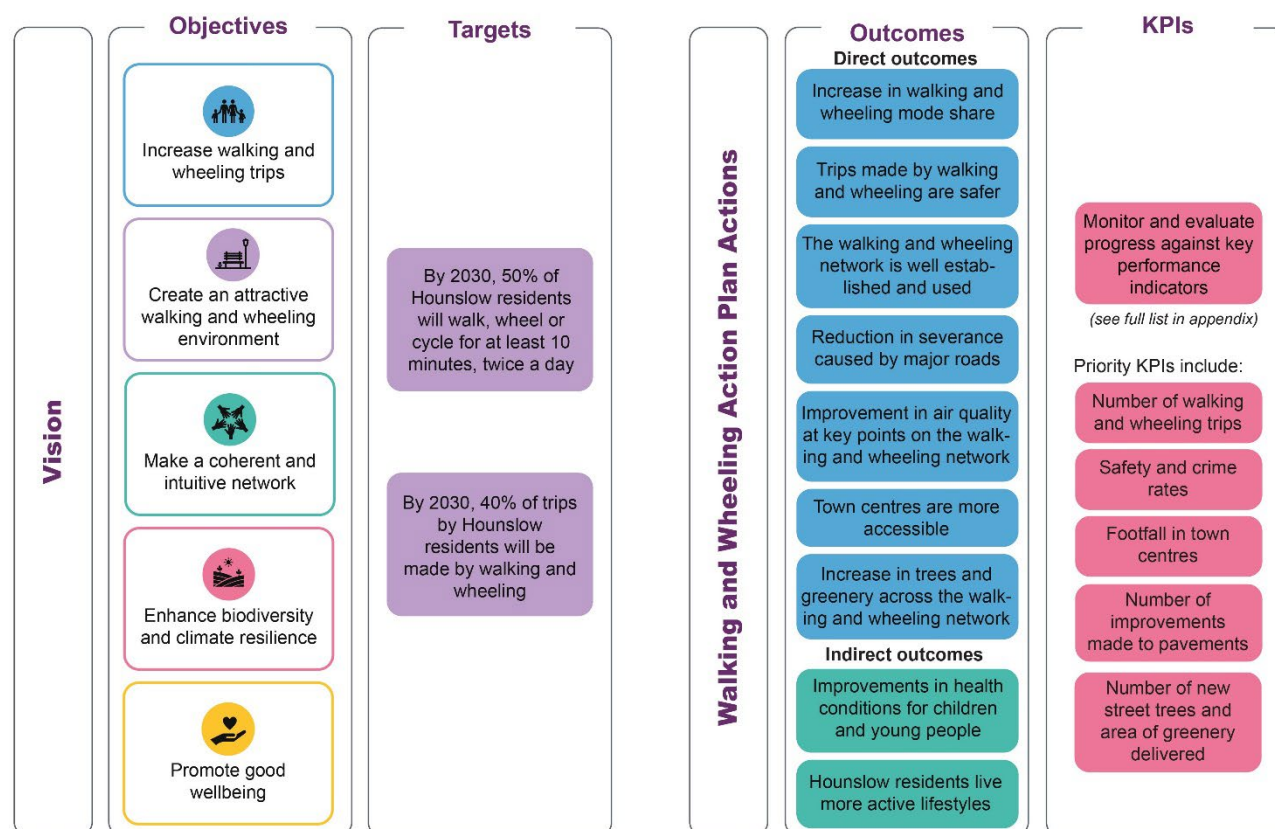 Vision
Objectives
Increase walking and
wheeling trips
Create an attractive
walking and wheeling
environment
Make a coherent and
intuitive network
Enhance biodiversity
and climate resilience
Promote good
wellbeing
Targets
By 2030, 50% of
Hounslow residents
will walk, wheel or
cycle for at least 10
minutes, twice a day
By 2030, 40% of trips
by Hounslow
residents will be
made by walking and
wheeling
Walking and Wheeling Action Plan Actions
Outcomes
Direct outcomes
Increase in walking and
wheeling mode share
Trips made by walking
and wheeling are safer
The walking and wheeling
network is well estab-
lished and used
Reduction in severance
caused by major roads
Improvement in air quality
at key points on the walk-
ing and wheeling network
Town centres are more
accessible
Increase in trees and
greenery across the walk-
ing and wheeling network
Indirect outcomes
Improvements in health
conditions for children
and young people
Hounslow residents live
more active lifestyles
KPIs
Monitor and evaluate
progress against key
performance
indicators
(see full list in appendix)
Priority KPIs include:
Number of walking
and wheeling trips
Safety and crime
rates
Footfall in town
centres
Number of
improvements
made to pavements
Number of new
street trees and
area of greenery
delivered